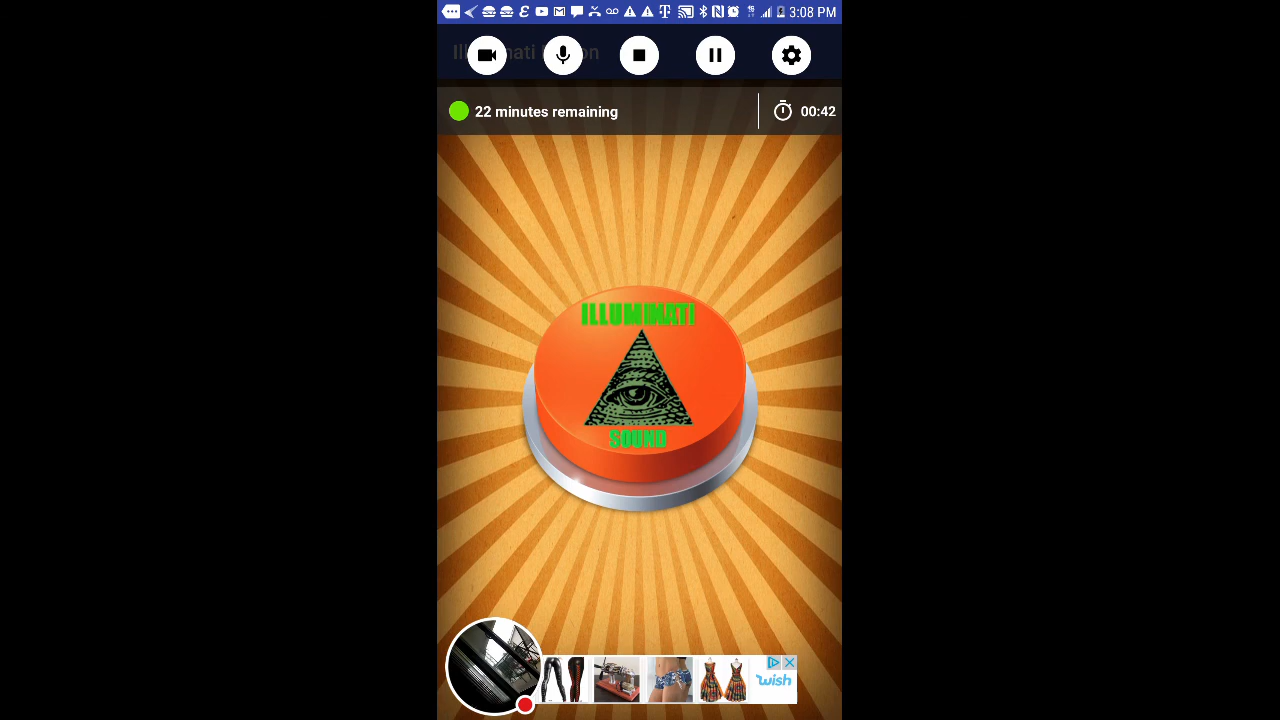 3:08 PM
22 minutes remaining
00:42
ILLUMINATI
SOUND
wish